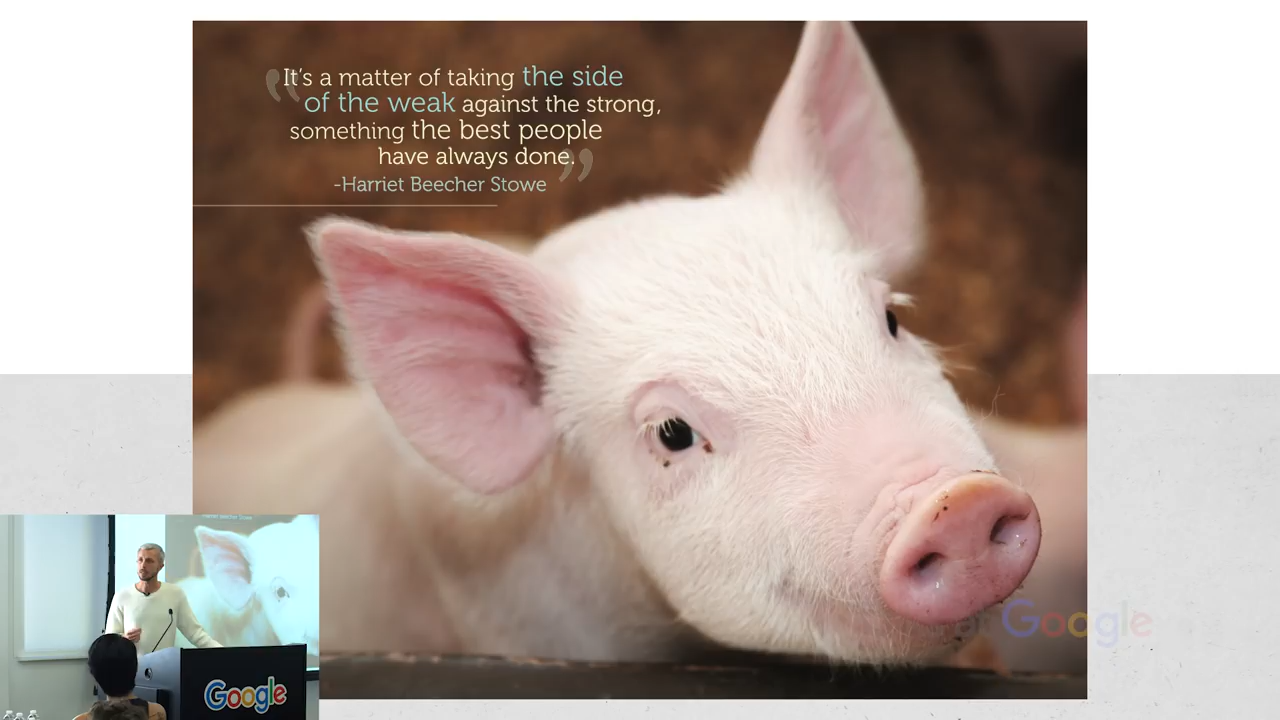 “It’s a matter of taking the side
of the weak against the strong,
something the best people
have always done.”
-Harriet Beecher Stowe
Google
Google